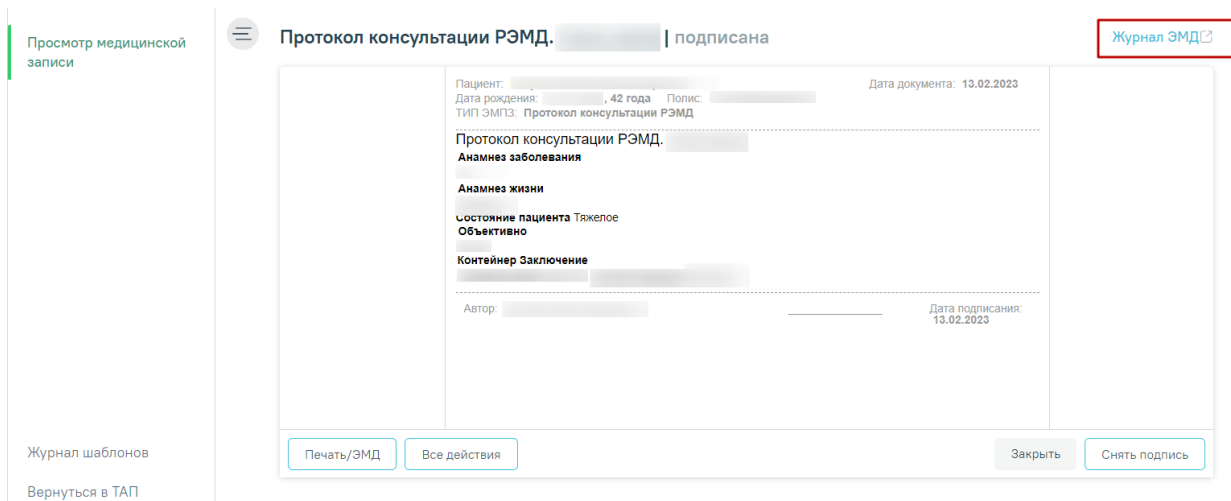 Просмотр медицинской
записи
Протокол консультации РЭМД. | подписана
Журнал ЭМД
Пациент:
Дата документа: 13.02.2023
Дата рождения: , 42 года Полис:
ТИП ЭМПЗ: Протокол консультации РЭМД
Протокол консультации РЭМД.
Анамнез заболевания
Анамнез жизни
Состояние пациента Тяжелое
Объективно
Контейнер Заключение
Автор:
Дата подписания:
13.02.2023
Журнал шаблонов
Вернуться в ТАП
Печать/ЭМД
Все действия
Закрыть
Снять подпись